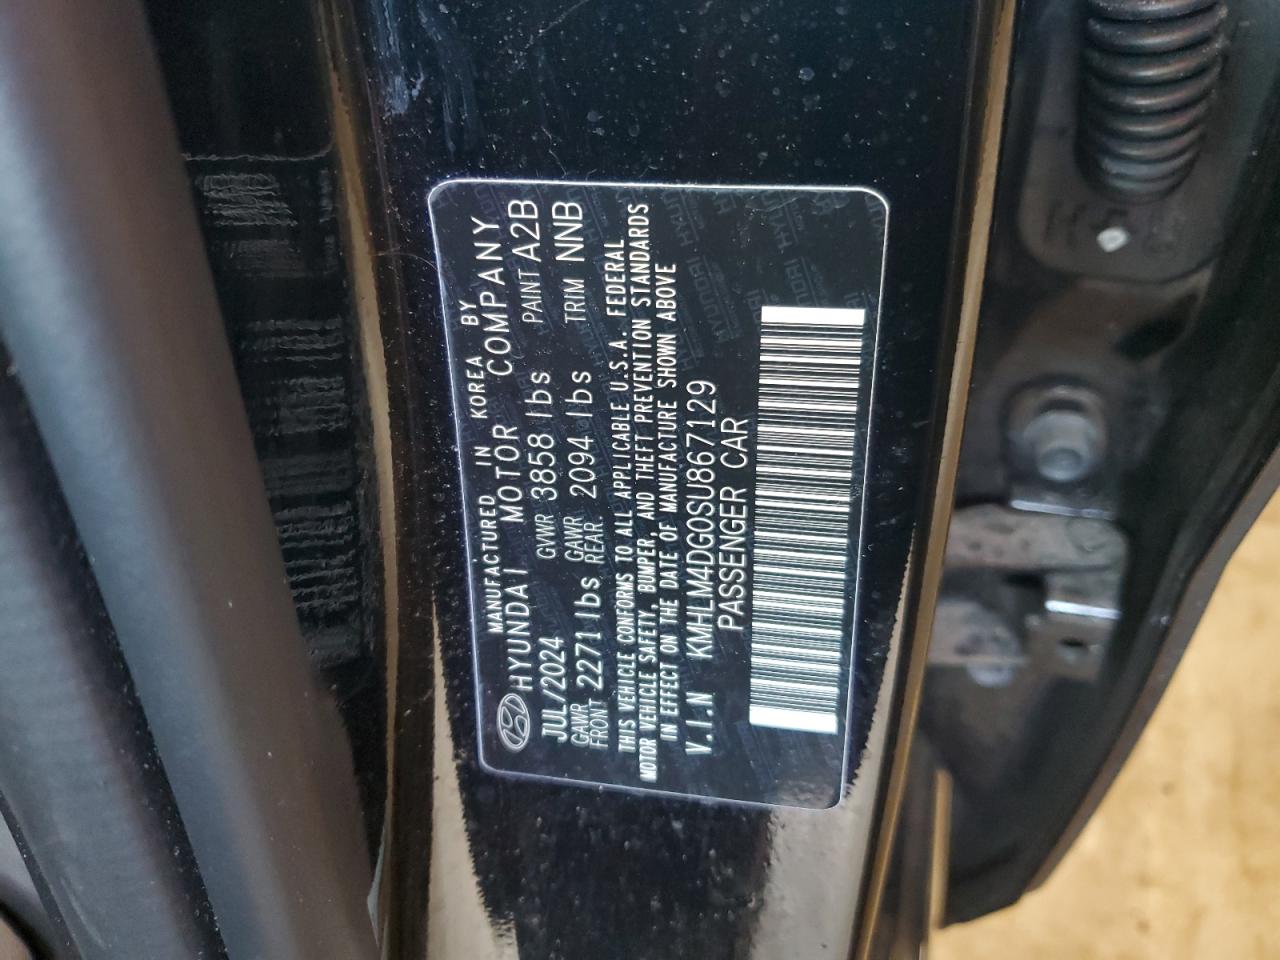 MANUFACTURED IN KOREA BY
HYUNDAI MOTOR COMPANY
JUL/2024 GVWR 3858 lbs PAINT A2B
GAWR FRONT 2271 lbs GAWR REAR 2094 lbs TRIM NNB
THIS VEHICLE CONFORMS TO ALL APPLICABLE U.S.A. FEDERAL
MOTOR VEHICLE SAFETY, BUMPER, AND THEFT PREVENTION STANDARDS
IN EFFECT ON THE DATE OF MANUFACTURE SHOWN ABOVE
V.I.N KMHLM4DG0SU867129
PASSENGER CAR